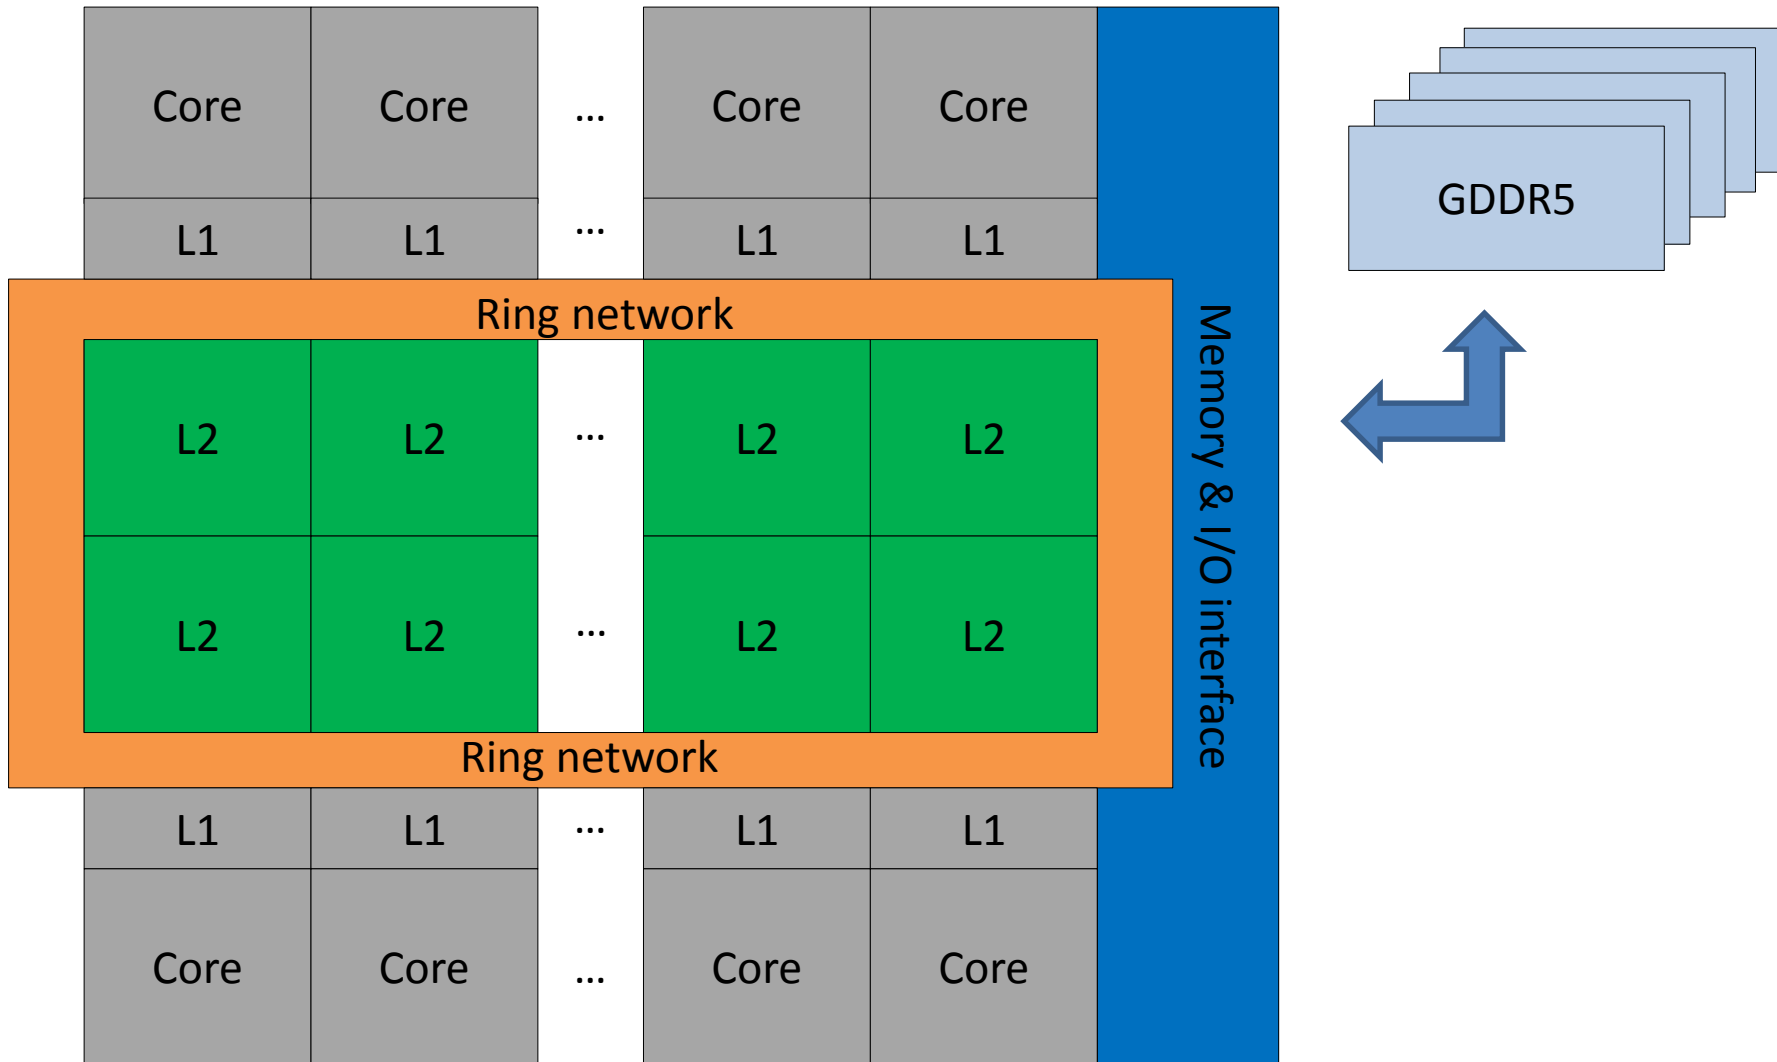 Core Core ... Core Core
GDDR5
L1 L1 ... L1 L1
Ring network
Memory & I/O interface
L2 L2 ... L2 L2
L2 L2 ... L2 L2
Ring network
L1 L1 ... L1 L1
Core Core ... Core Core